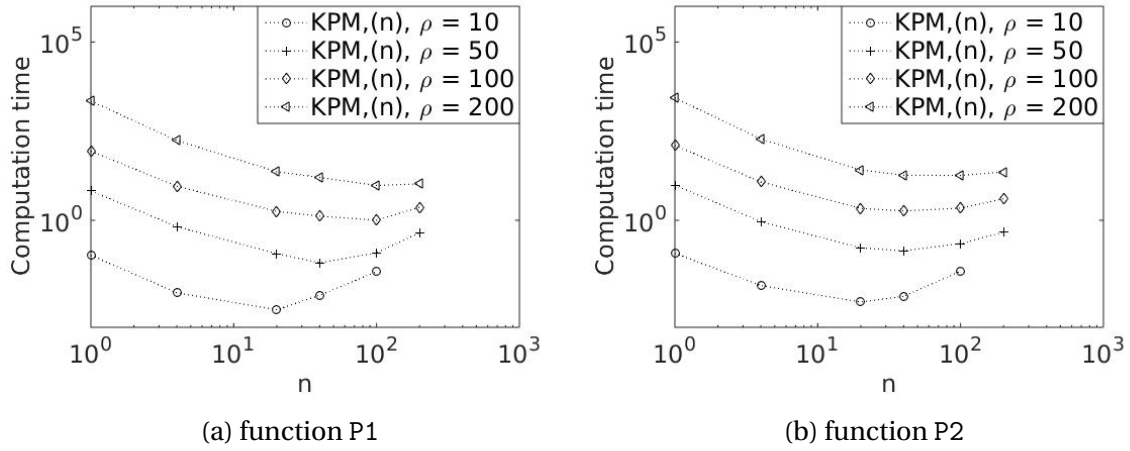 10^5
10^0
Computation time
KPM,(n), ρ = 10
KPM,(n), ρ = 50
KPM,(n), ρ = 100
KPM,(n), ρ = 200
10^0 10^1 10^2 10^3
n
(a) function P1
10^5
10^0
Computation time
KPM,(n), ρ = 10
KPM,(n), ρ = 50
KPM,(n), ρ = 100
KPM,(n), ρ = 200
10^0 10^1 10^2 10^3
n
(b) function P2